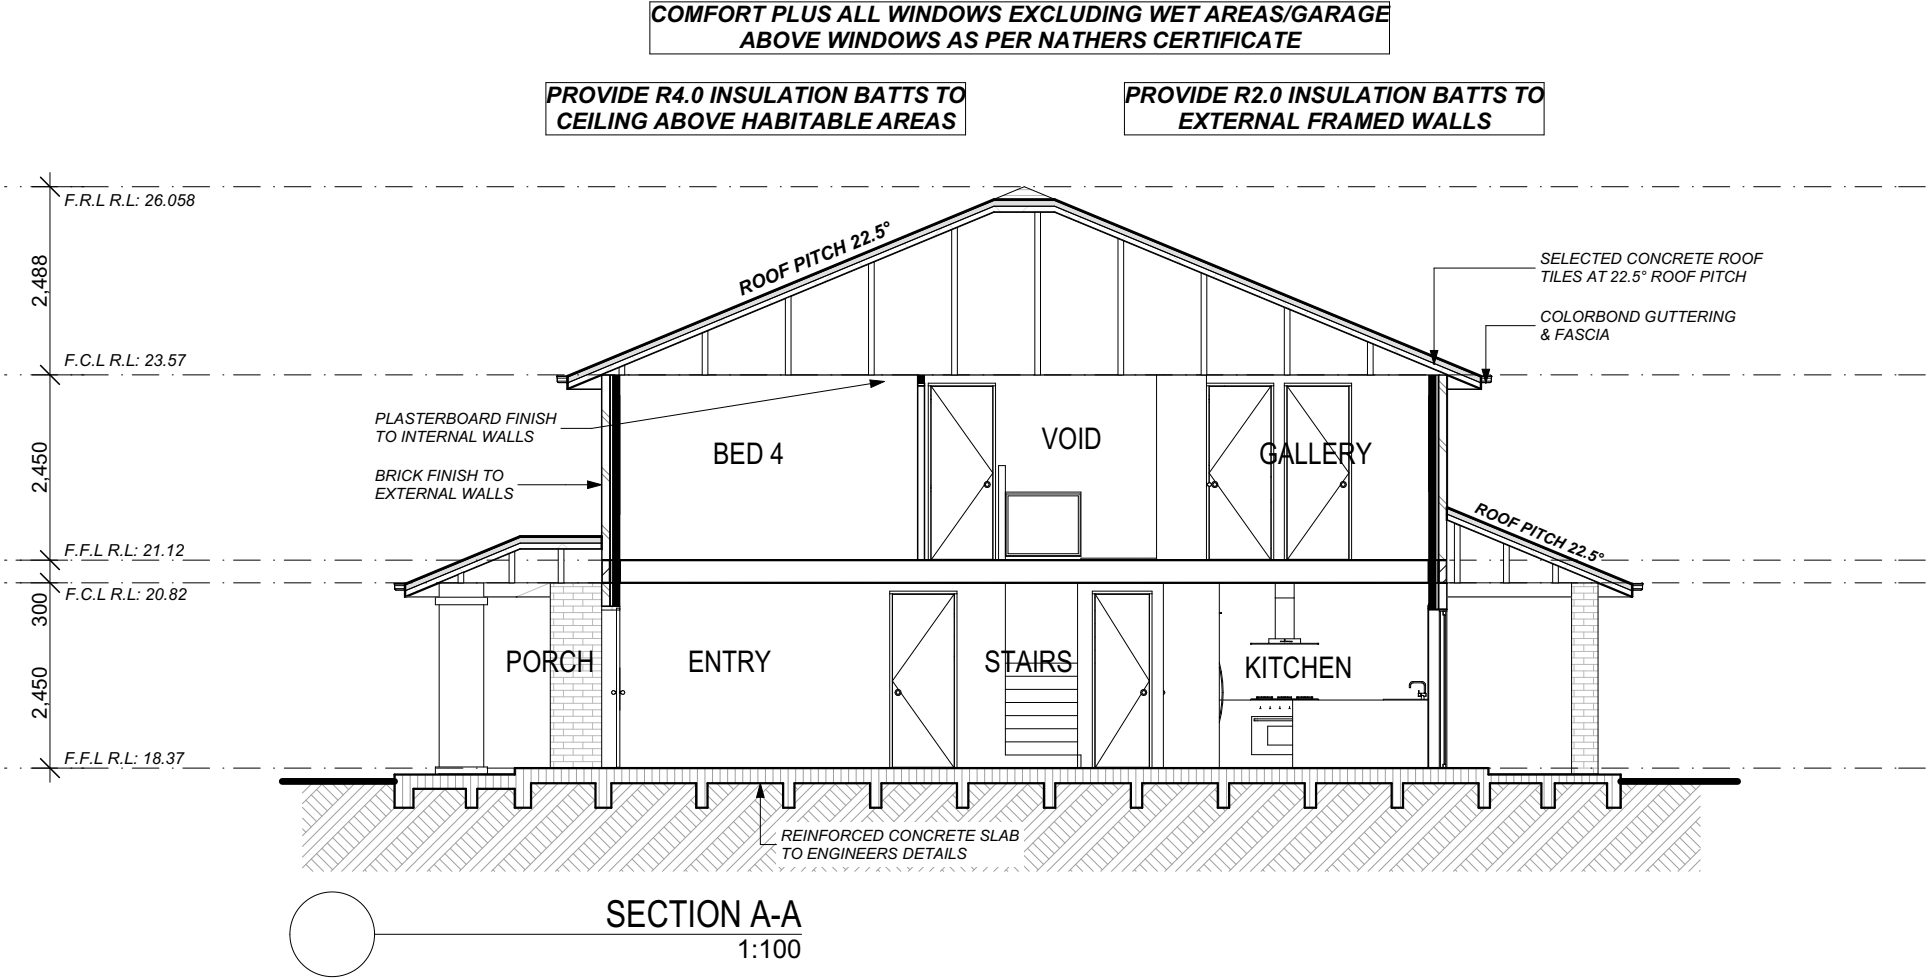 COMFORT PLUS ALL WINDOWS EXCLUDING WET AREAS/GARAGE
ABOVE WINDOWS AS PER NATHERS CERTIFICATE
PROVIDE R4.0 INSULATION BATTS TO
CEILING ABOVE HABITABLE AREAS
PROVIDE R2.0 INSULATION BATTS TO
EXTERNAL FRAMED WALLS
F.R.L R.L: 26.058
2,488
ROOF PITCH 22.5°
SELECTED CONCRETE ROOF
TILES AT 22.5° ROOF PITCH
COLORBOND GUTTERING
& FASCIA
F.C.L R.L: 23.57
2,450
PLASTERBOARD FINISH
TO INTERNAL WALLS
BRICK FINISH TO
EXTERNAL WALLS
BED 4
VOID
GALLERY
ROOF PITCH 22.5°
F.F.L R.L: 21.12
300
F.C.L R.L: 20.82
2,450
PORCH
ENTRY
STAIRS
KITCHEN
F.F.L R.L: 18.37
REINFORCED CONCRETE SLAB
TO ENGINEERS DETAILS
SECTION A-A
1:100